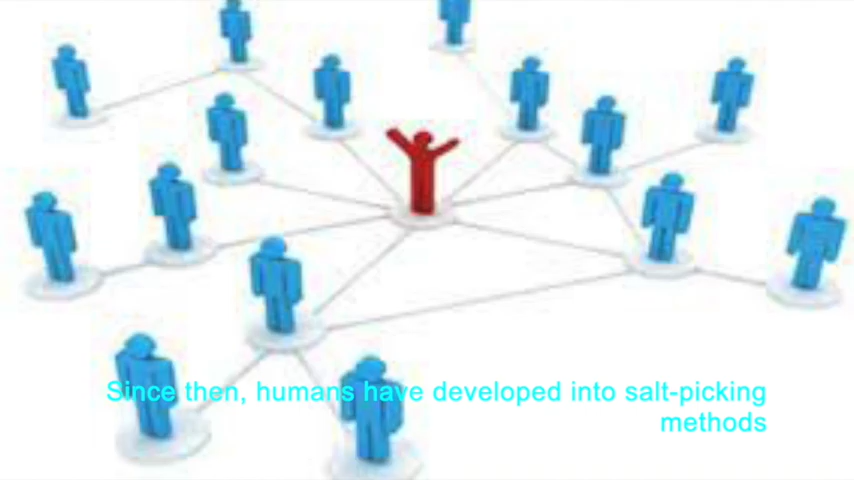 Since then, humans have developed into salt-picking
methods